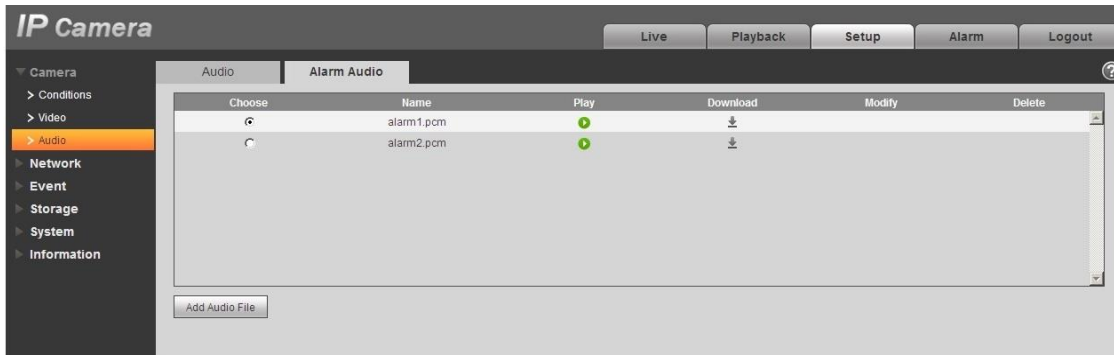 IP Camera
Live Playback Setup Alarm Logout
Camera
> Conditions
> Video
> Audio
Network
Event
Storage
System
Information
Audio Alarm Audio
Choose Name Play Download Modify Delete
alarm1.pcm
alarm2.pcm
Add Audio File